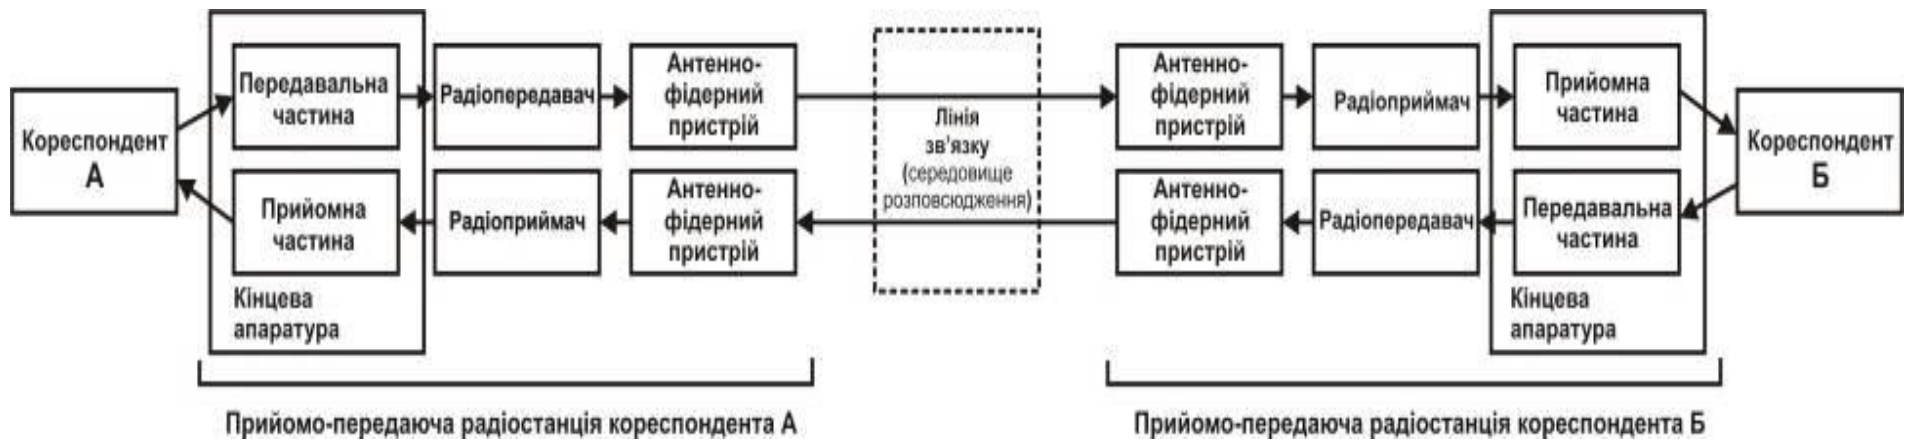 Кореспондент
А
Передавальна
частина
Радіопередавач
Антенно-
фідерний
пристрій
Прийомна
частина
Радіоприймач
Антенно-
фідерний
пристрій
Кінцева
апаратура
Лінія
зв'язку
(середовище
розповсюдження)
Антенно-
фідерний
пристрій
Радіоприймач
Прийомна
частина
Антенно-
фідерний
пристрій
Радіопередавач
Передавальна
частина
Кінцева
апаратура
Кореспондент
Б
Прийомо-передаюча радіостанція кореспондента А
Прийомо-передаюча радіостанція кореспондента Б